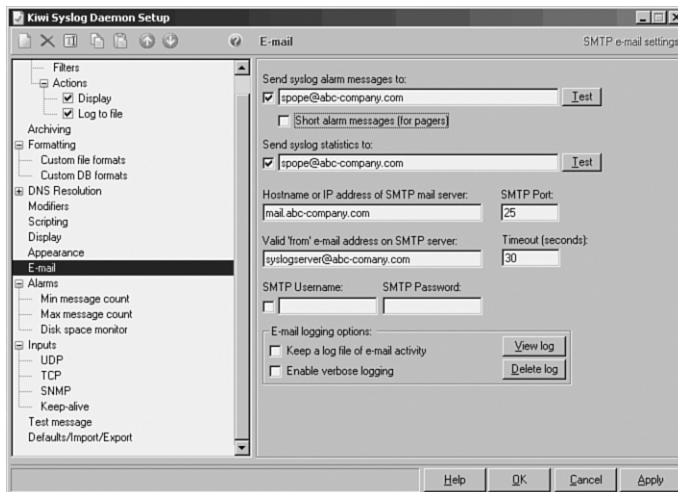 Kiwi Syslog Daemon Setup
E-mail
SMTP e-mail settings
Filters
Actions
Display
Log to file
Archiving
Formatting
Custom file formats
Custom DB formats
DNS Resolution
Modifiers
Scripting
Display
Appearance
E-mail
Alarms
Min message count
Max message count
Disk space monitor
Inputs
UDP
TCP
SNMP
Keep-alive
Test message
Defaults/Import/Export
Send syslog alarm messages to:
spope@abc-company.com
Test
Short alarm messages (for pagers)
Send syslog statistics to:
spope@abc-company.com
Test
Hostname or IP address of SMTP mail server:
SMTP Port:
mail.abc-company.com
25
Valid 'from' e-mail address on SMTP server:
Timeout (seconds):
syslogserver@abc-comany.com
30
SMTP Username:
SMTP Password:
E-mail logging options:
Keep a log file of e-mail activity
View log
Enable verbose logging
Delete log
Help
OK
Cancel
Apply